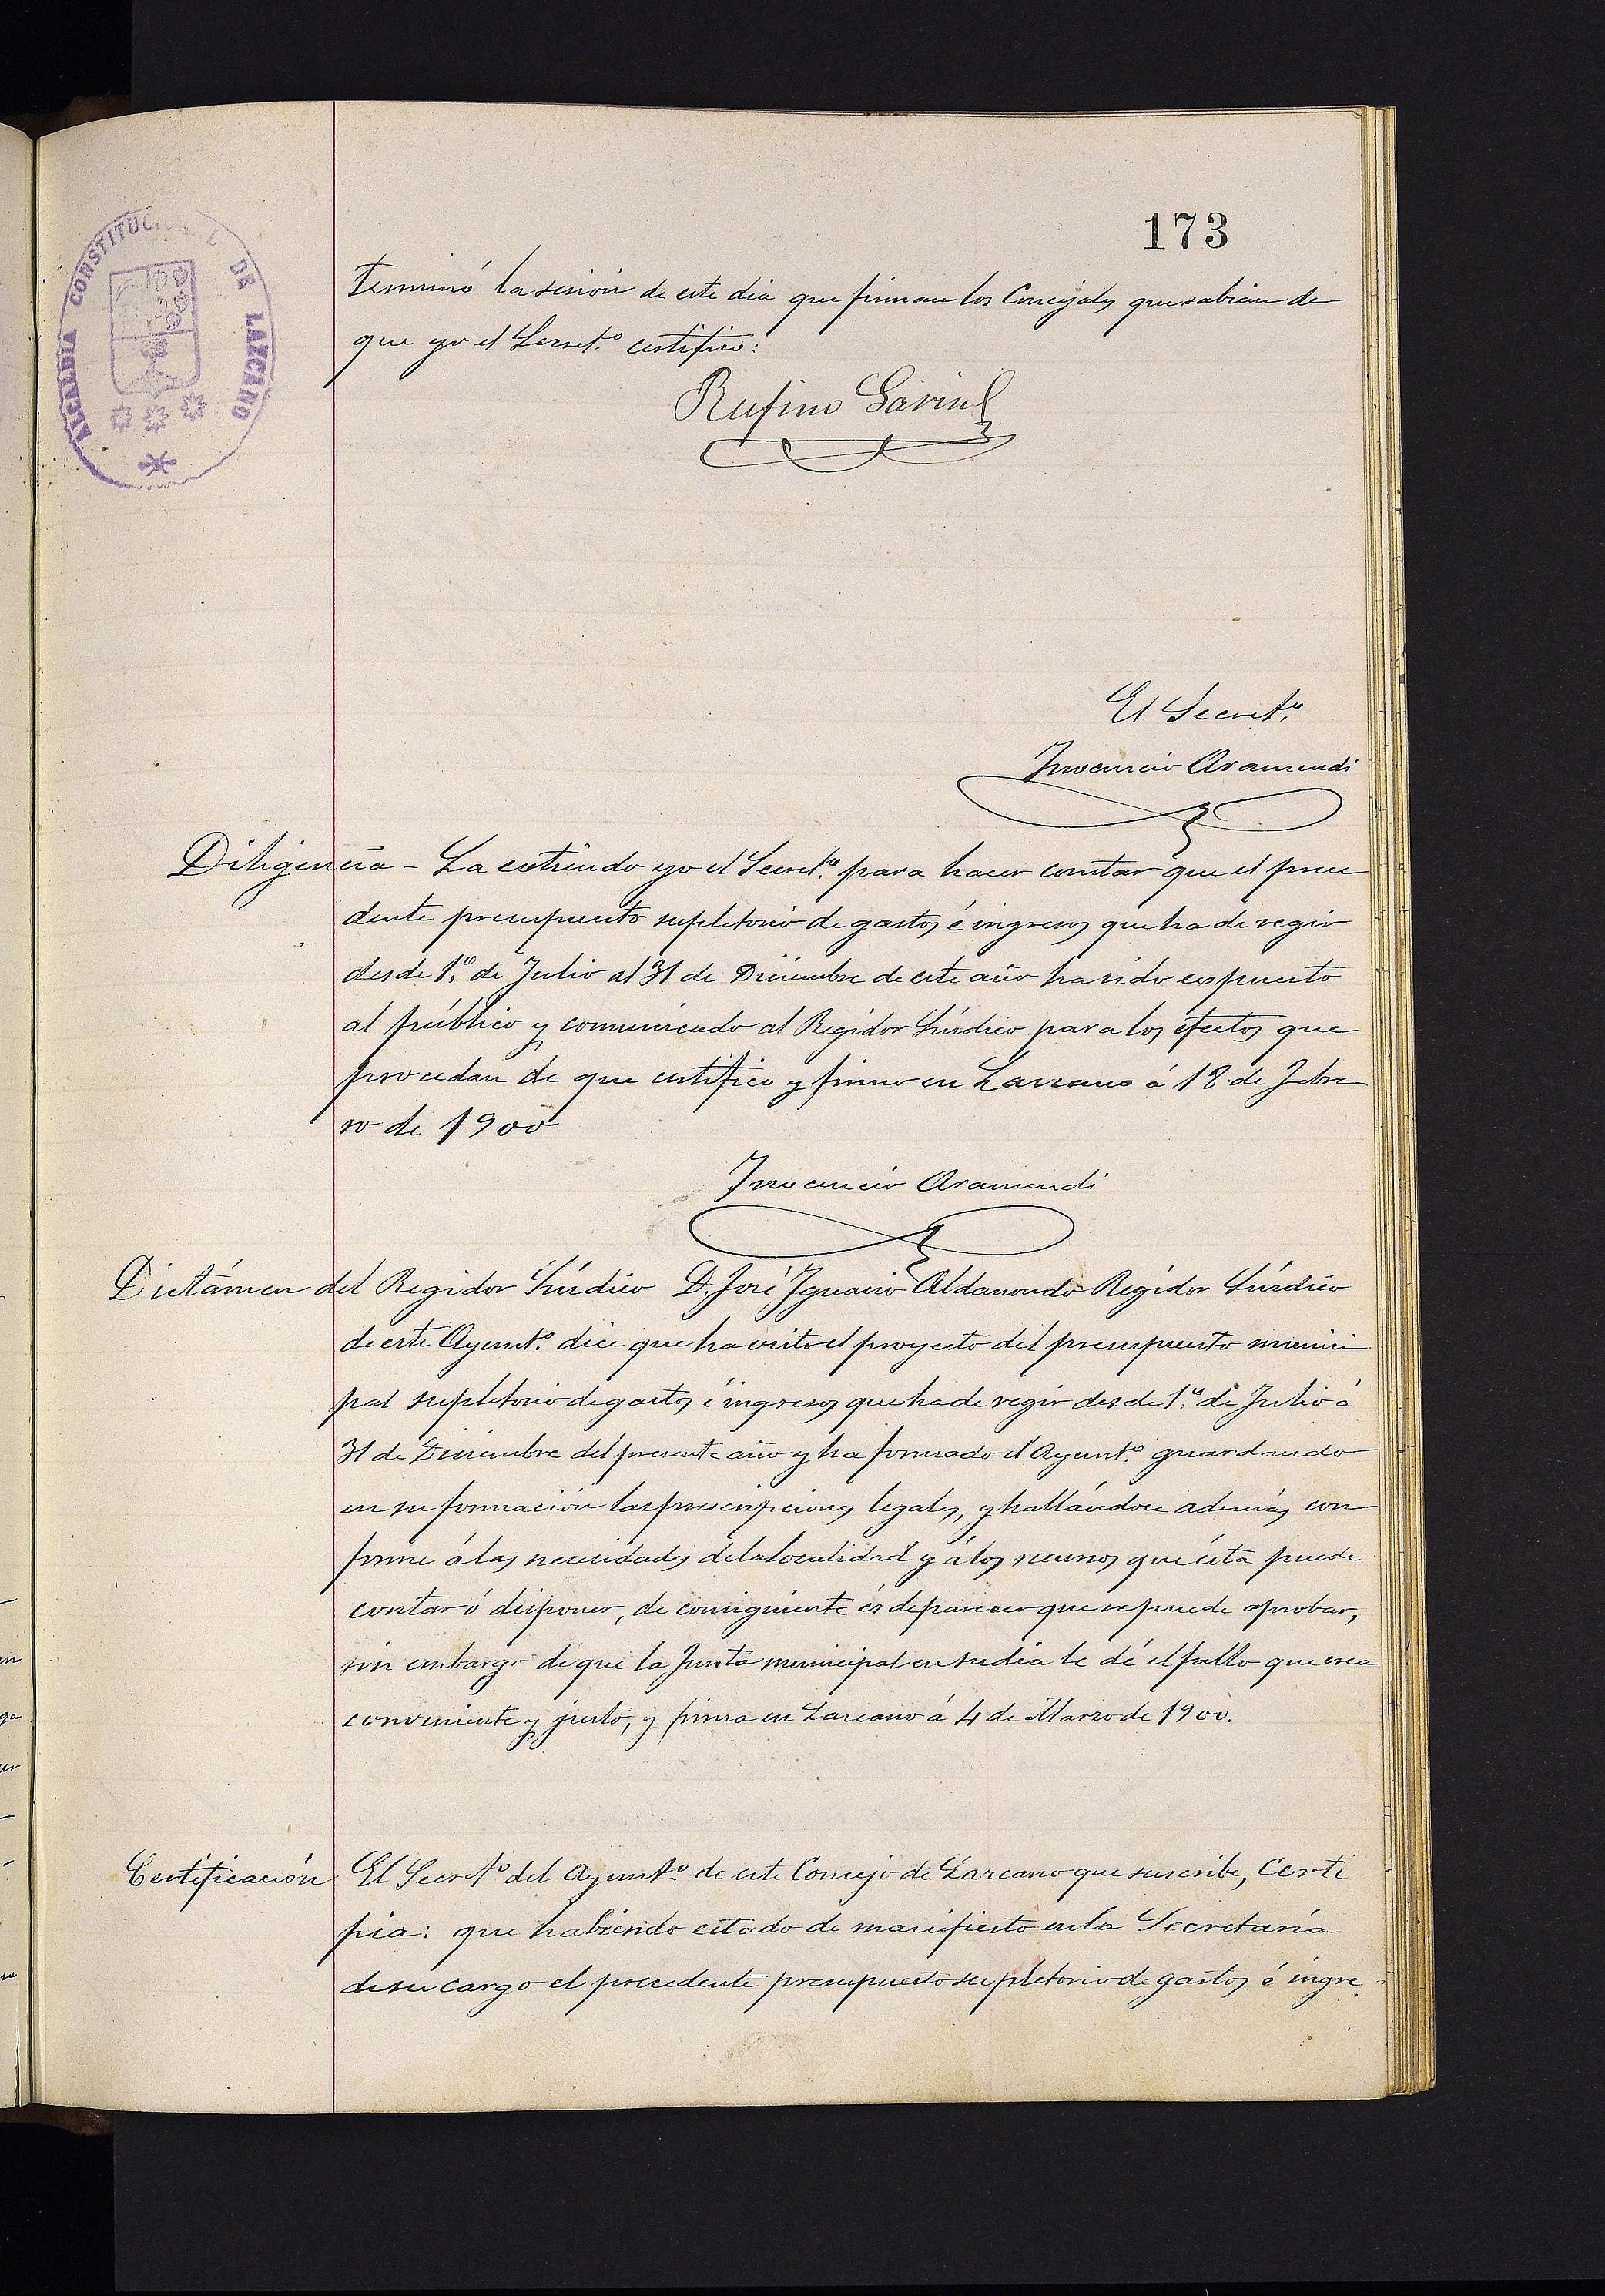 173
ALCALDIA CONSTITUCIONAL DE LAZCANO
terminó la sesión de este dia que firman los Concejales que sabian de
que yo el Secret.º certifico:
Rufino
El Secret.º
Inocencio Aramendi
Diligencia - La estiendo yo el Secret.º para hacer constar que el prece
dente presupuesto supletorio de gastos é ingresos que ha de regir
desde 1.º de Julio al 31 de Diciembre de este año ha sido espuesto
al público y comunicado al Regidor Síndico para los efectos que
procedan de que certifico y firmo en Lazcano á 18 de Febre
ro de 1900
Inocencio Aramendi
Dictámen del Regidor Síndico D. José Ignacio Aldanondo Regidor Síndico
de este Ayunt.º dice que ha visto el proyecto del presupuesto munici
pal supletorio de gastos é ingresos que ha de regir desde 1.º de Julio á
31 de Diciembre del presente año y ha formado el Ayunt.º guardando
en su formación las prescripciones legales, y hallándose además con
forme á las necesidades de la localidad y á los recursos que ésta puede
contar ó disponer, de consiguiente és de parecer que se puede aprobar,
sin embargo de que la Junta municipal en su dia le dé el fallo que crea
conveniente y justo, y firma en Lazcano á 4 de Marzo de 1900.
Certificación El Secret.º del Ayunt.º de este Concejo de Lazcano que suscribe, Certi
fica: que habiendo estado de manifiesto en la Secretaría
de su cargo el precedente presupuesto supletorio de gastos é ingre-